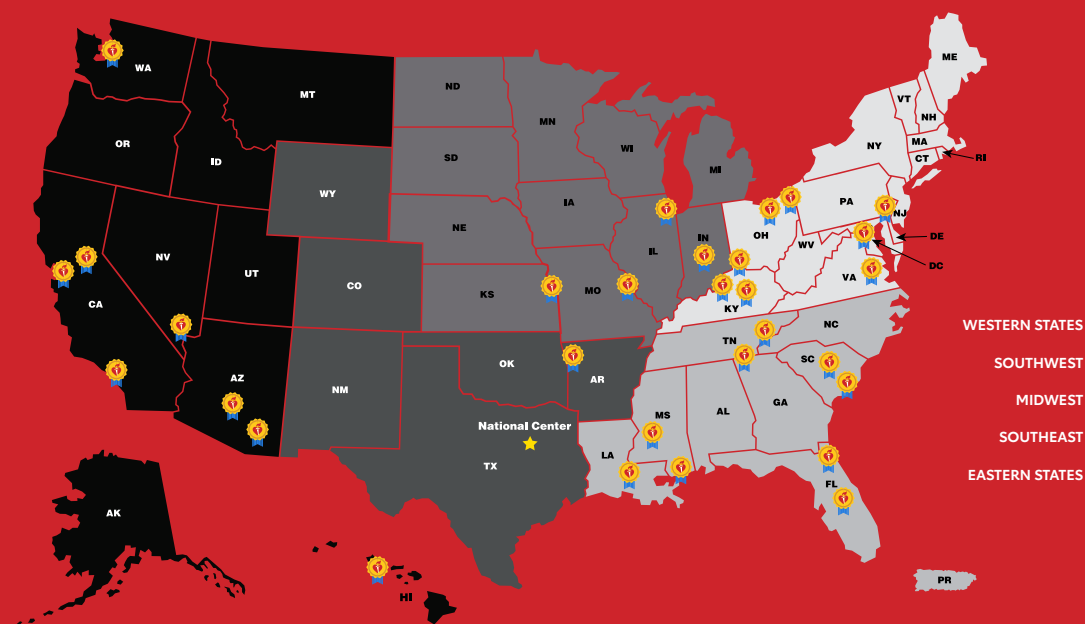 ME
WA
VT
ND
MT
NH
MN
MA
OR
NY
WI
CT
RI
SD
ID
MI
WY
PA
IA
NJ
NE
OH
DE
IN
WV
IL
NV
DC
UT
VA
CO
MO
KS
CA
KY
NC
WESTERN STATES
TN
SC
SOUTHWEST
OK
AZ
AR
NM
GA
MIDWEST
AL
MS
National Center
SOUTHEAST
LA
TX
EASTERN STATES
FL
AK
PR
HI